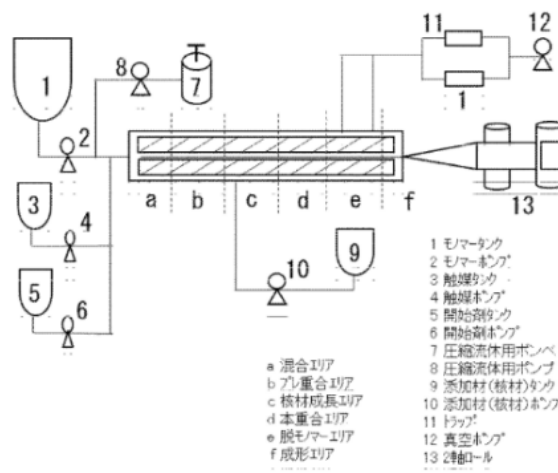 11
12
8
1
7
1
2
3
a b c d e f
13
4
9
5
10
6
1 モノマータンク
2 モノマーポンプ
3 触媒タンク
4 触媒ポンプ
5 開始剤タンク
6 開始剤ポンプ
7 圧縮流体用ボンベ
8 圧縮流体用ポンプ
9 添加材(核材)タンク
10 添加材(核材)ポンプ
11 トラップ
12 真空ポンプ
13 2軸ロール
a 混合エリア
b プレ重合エリア
c 核材成長エリア
d 本重合エリア
e 脱モノマーエリア
f 成形エリア